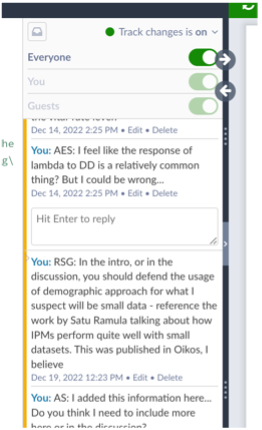 Track changes is on
Everyone
You
Guests
he
g\
Dec 14, 2022 2:25 PM • Edit • Delete
You: AES: I feel like the response of
lambda to DD is a relatively common
thing? But I could be wrong...
Dec 14, 2022 2:25 PM • Edit • Delete
Hit Enter to reply
You: RSG: In the intro, or in the
discussion, you should defend the usage
of demographic approach for what I
suspect will be small data - reference the
work by Satu Ramula talking about how
IPMs perform quite well with small
datasets. This was published in Oikos, I
believe
Dec 19, 2022 12:23 PM • Edit • Delete
You: AS: I added this information here...
Do you think I need to include more
here or in the discussion?